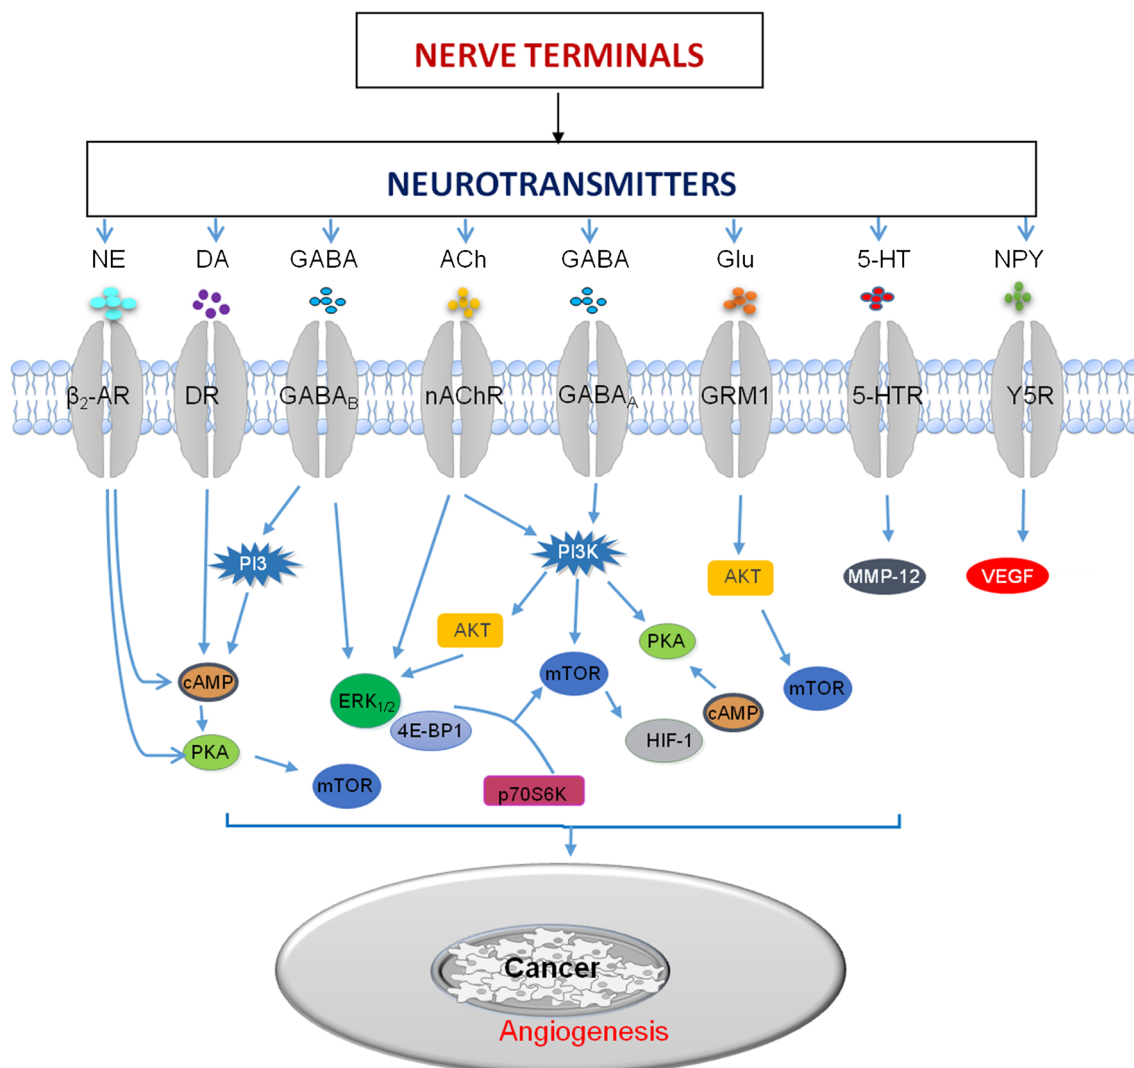 NERVE TERMINALS
NEUROTRANSMITTERS
NE DA GABA ACh GABA Glu 5-HT NPY
β₂-AR DR GABA_B nAChR GABA_A GRM1 5-HTR Y5R
PI3 PI3K AKT MMP-12 VEGF
AKT PKA
cAMP ERK₁/₂ mTOR mTOR
4E-BP1 HIF-1 cAMP
PKA mTOR p70S6K
Cancer
Angiogenesis